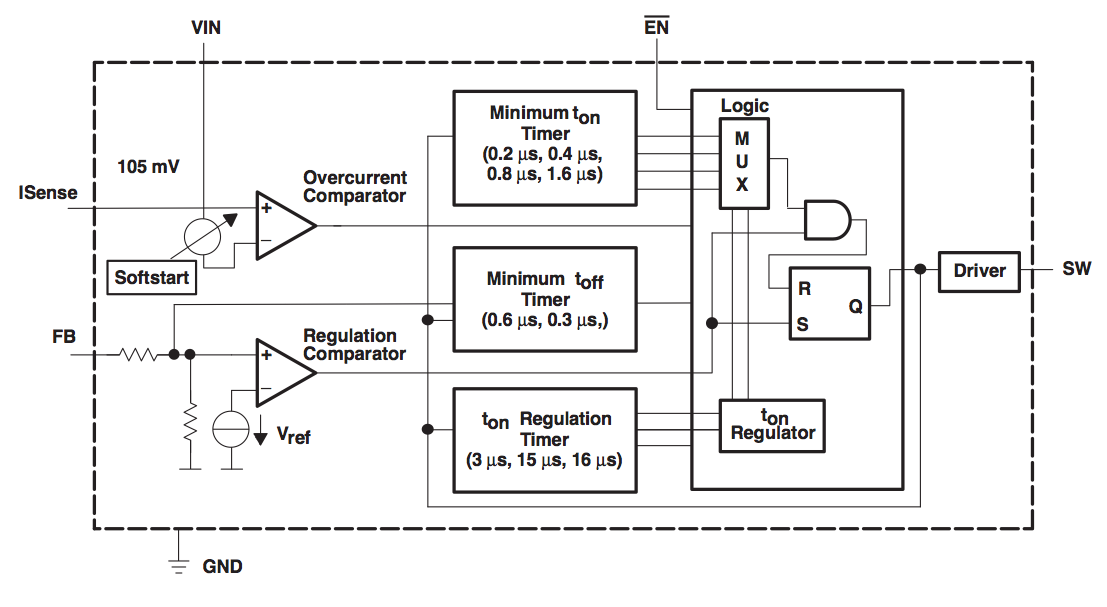 VIN
EN
Logic
Minimum ton
Timer
(0.2 µs, 0.4 µs,
0.8 µs, 1.6 µs)
M
U
X
105 mV
ISense
Overcurrent
Comparator
+
−
Softstart
Minimum toff
Timer
(0.6 µs, 0.3 µs,)
R
Q
S
Driver
SW
FB
Regulation
Comparator
+
−
Vref
ton Regulation
Timer
(3 µs, 15 µs, 16 µs)
ton
Regulator
GND